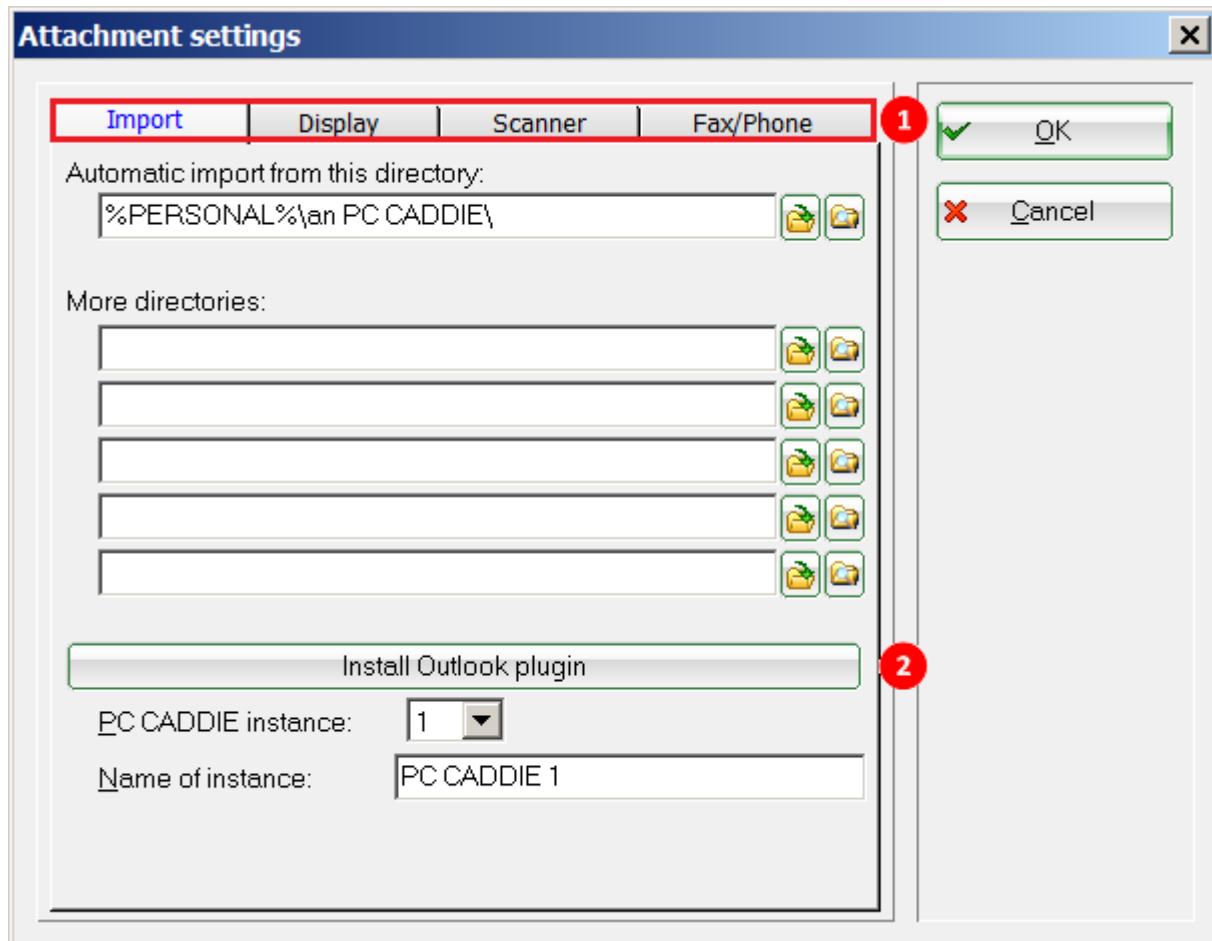 Attachment settings
Import Display Scanner Fax/Phone 1
OK
Automatic import from this directory:
%PERSONAL%\an PC CADDIE\
Cancel
More directories:
Install Outlook plugin 2
PC CADDIE instance: 1
Name of instance: PC CADDIE 1